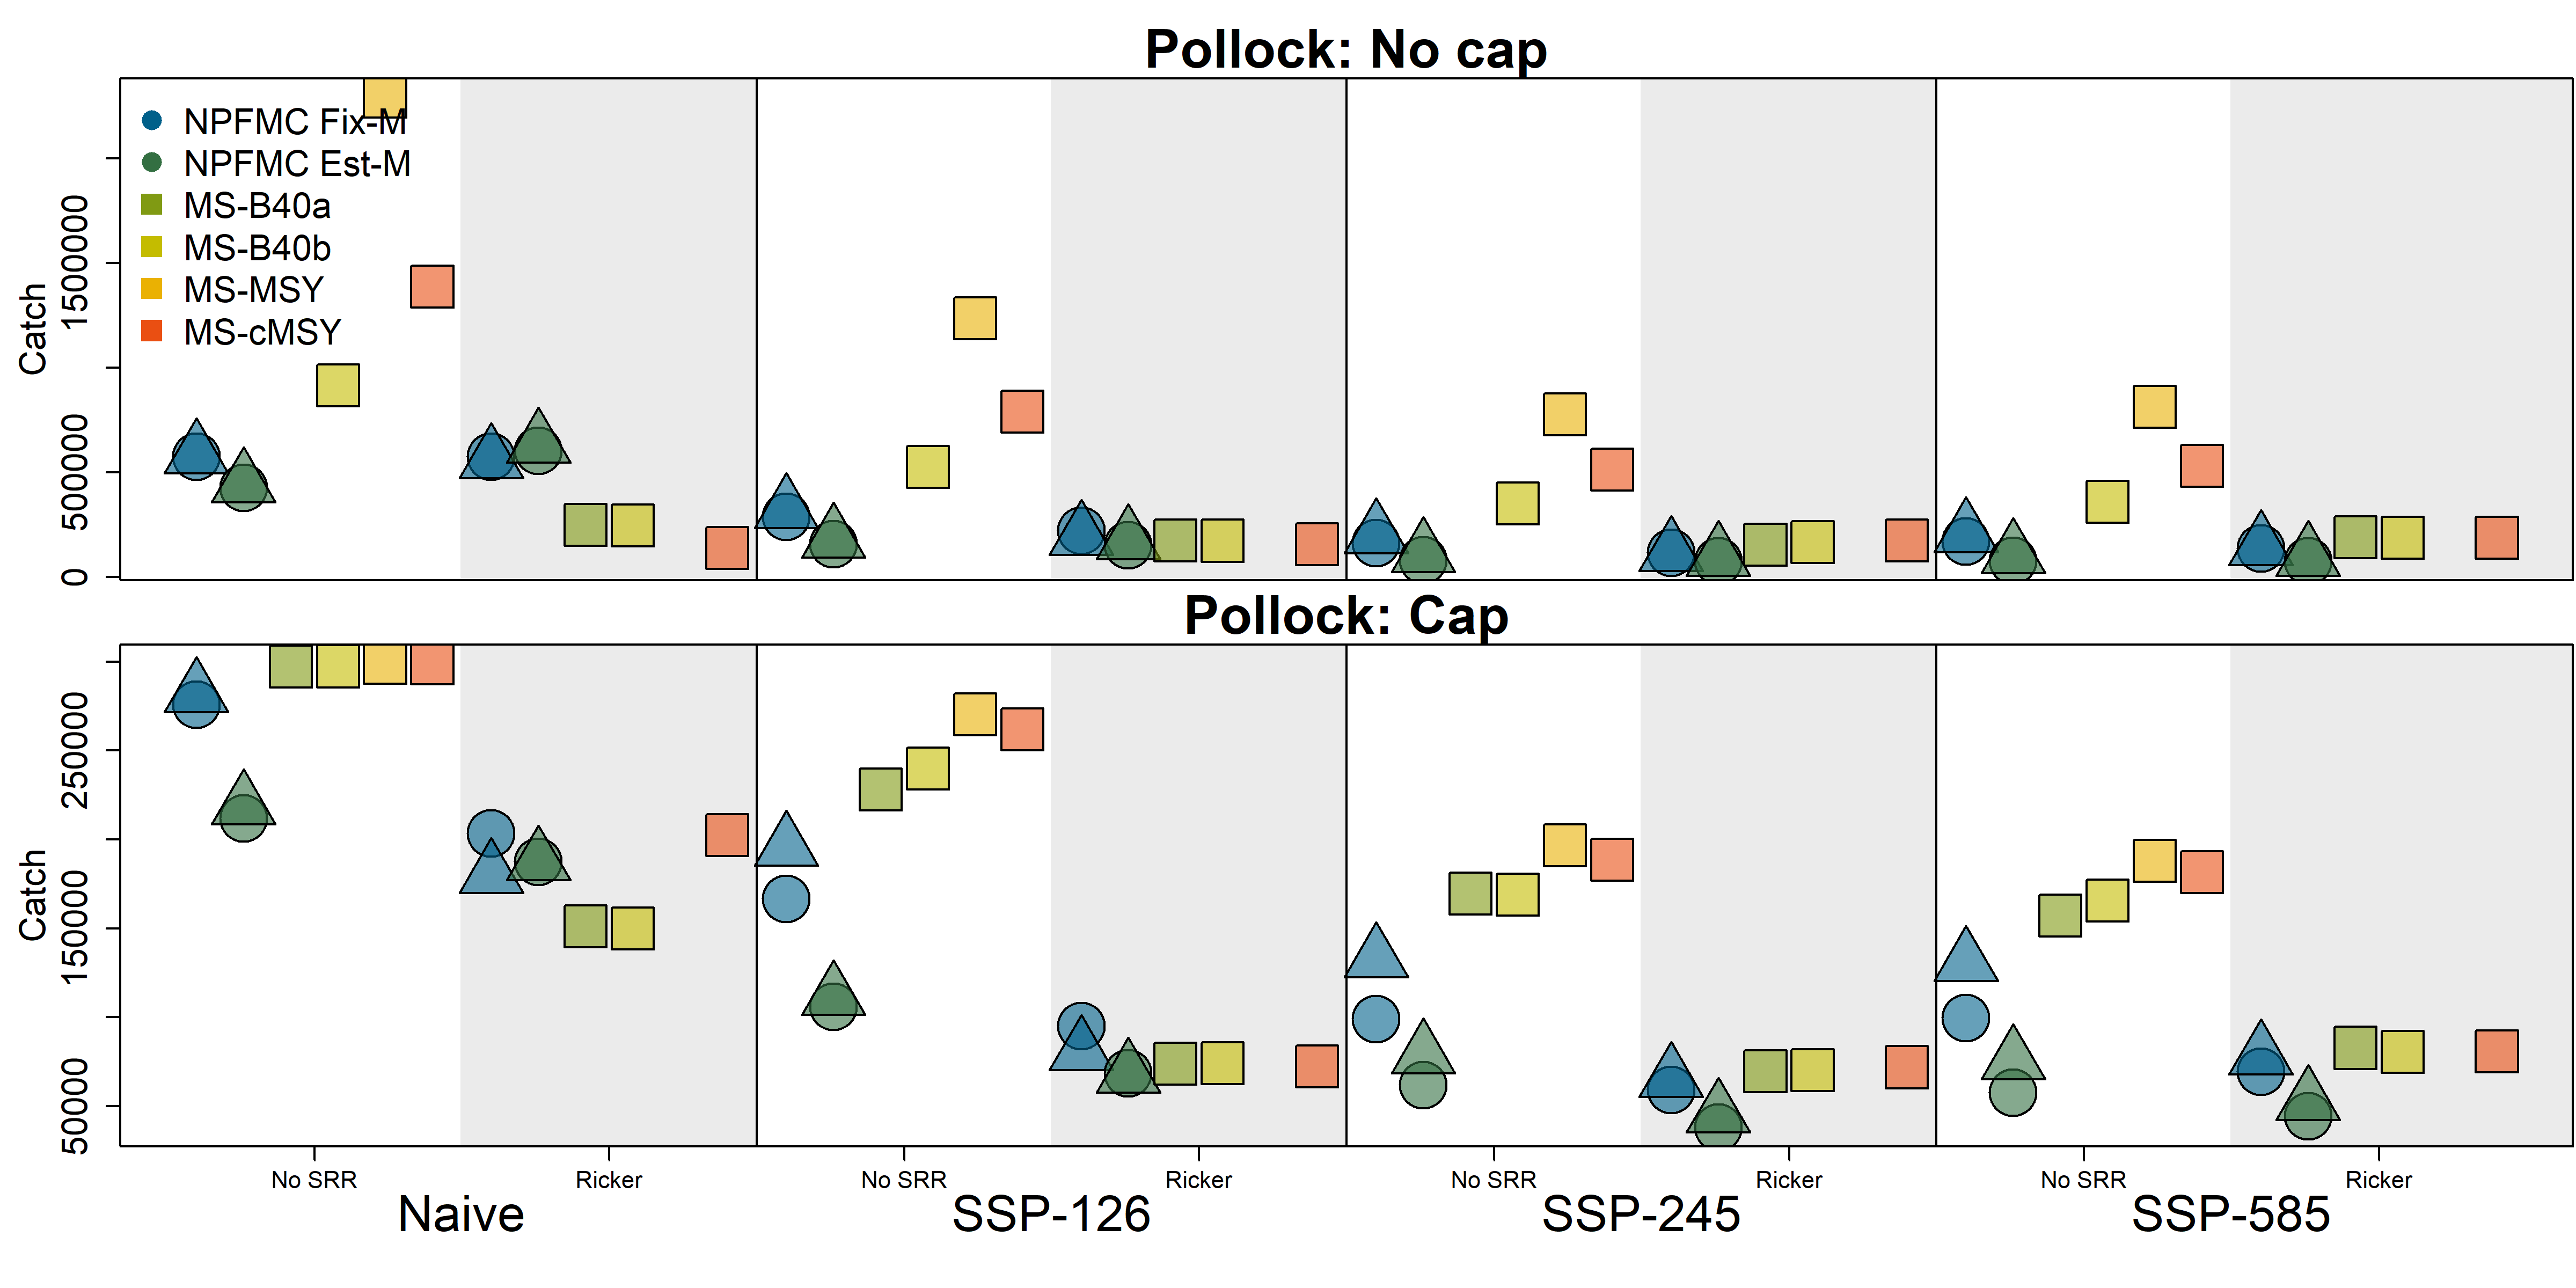 Pollock: No cap
NPFMC Fix-M
NPFMC Est-M
MS-B40a
MS-B40b
MS-MSY
MS-cMSY
Catch
1500000
500000
0
Pollock: Cap
Catch
250000
150000
50000
No SRR Ricker No SRR Ricker No SRR Ricker No SRR Ricker
Naive SSP-126 SSP-245 SSP-585